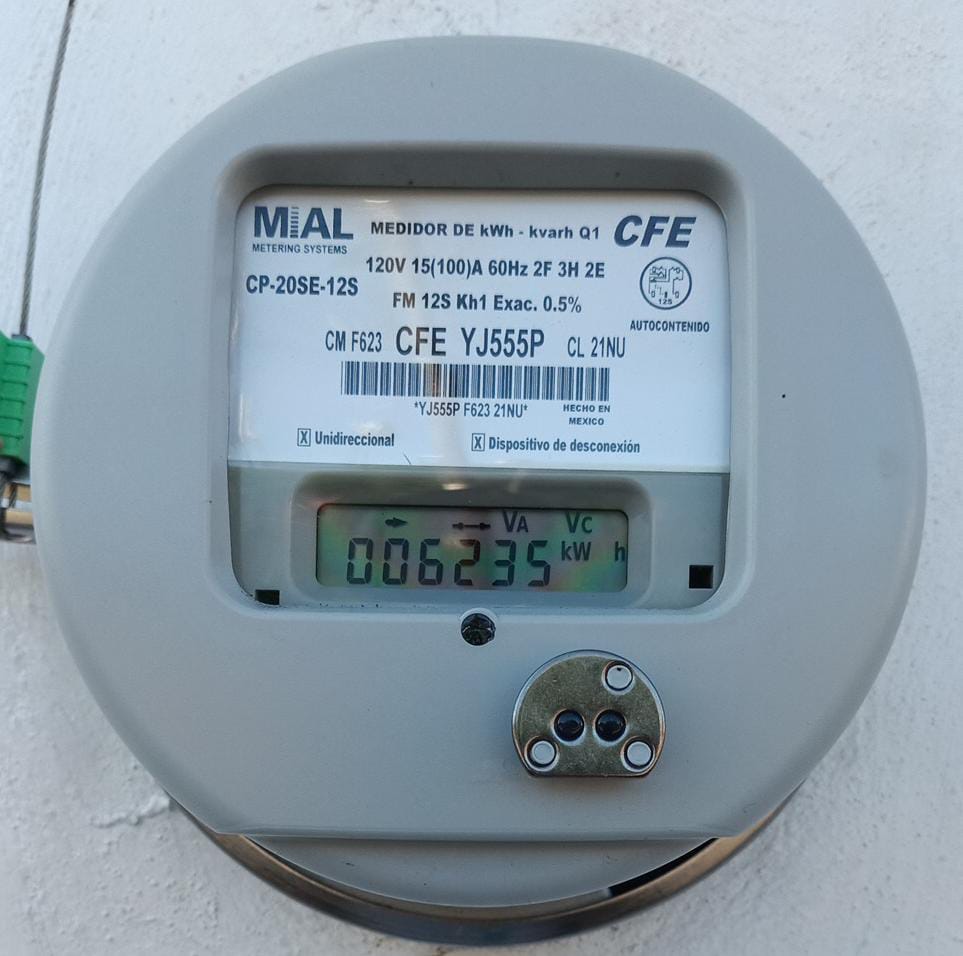 MIAL
METERING SYSTEMS
MEDIDOR DE kWh - kvarh Q1
CFE
120V 15(100)A 60Hz 2F 3H 2E
CP-20SE-12S
FM 12S Kh1 Exac. 0.5%
12S
AUTOCONTENIDO
CM F623 CFE YJ555P CL 21NU
*YJ555P F623 21NU*
HECHO EN
MEXICO
X Unidireccional
X Dispositivo de desconexión
VA VC
006235 kW h